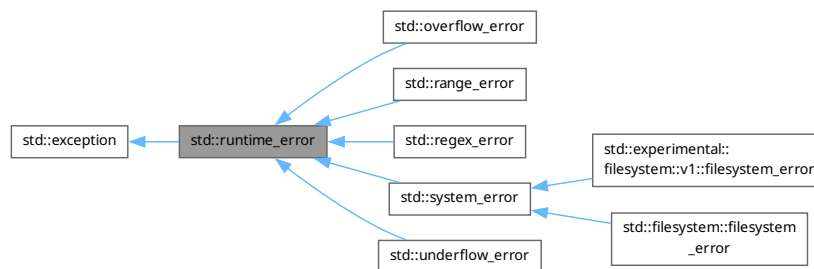 std::overflow_error
std::range_error
std::exception
std::runtime_error
std::regex_error
std::experimental::
filesystem::v1::filesystem_error
std::system_error
std::filesystem::filesystem
_error
std::underflow_error